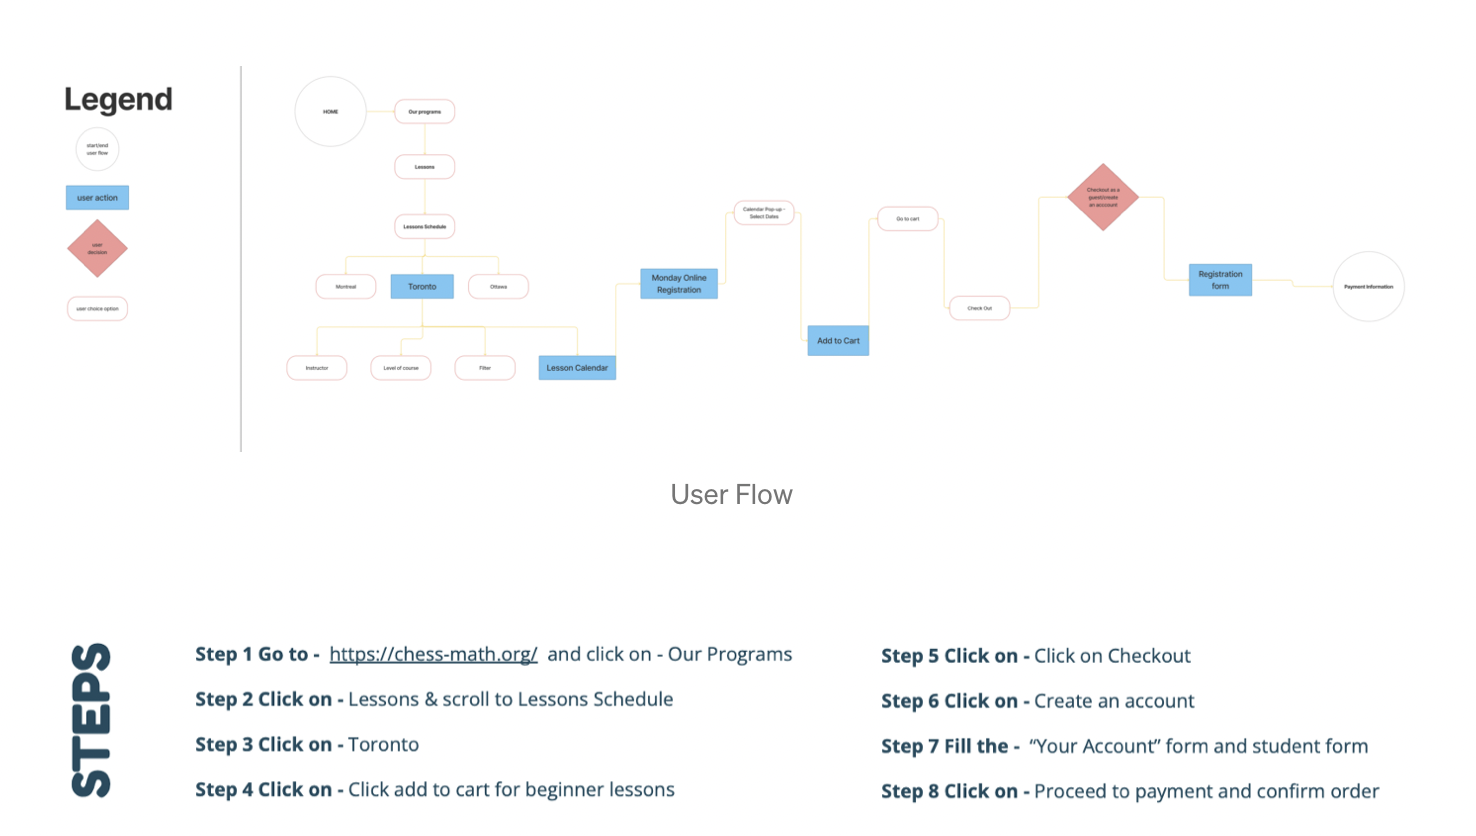 Legend
start/end
user flow
user action
user
decision
user choice option
HOME
Our programs
Lessons
Lessons Schedule
Montreal
Toronto
Ottawa
Instructor
Level of course
Filter
Lesson Calendar
Monday Online
Registration
Calendar Pop-up -
Select Dates
Add to Cart
Go to cart
Check Out
Checkout as a
guest/create
an acccount
Registration
form
Payment Information
User Flow
STEPS
Step 1 Go to - https://chess-math.org/ and click on - Our Programs
Step 2 Click on - Lessons & scroll to Lessons Schedule
Step 3 Click on - Toronto
Step 4 Click on - Click add to cart for beginner lessons
Step 5 Click on - Click on Checkout
Step 6 Click on - Create an account
Step 7 Fill the - “Your Account” form and student form
Step 8 Click on - Proceed to payment and confirm order